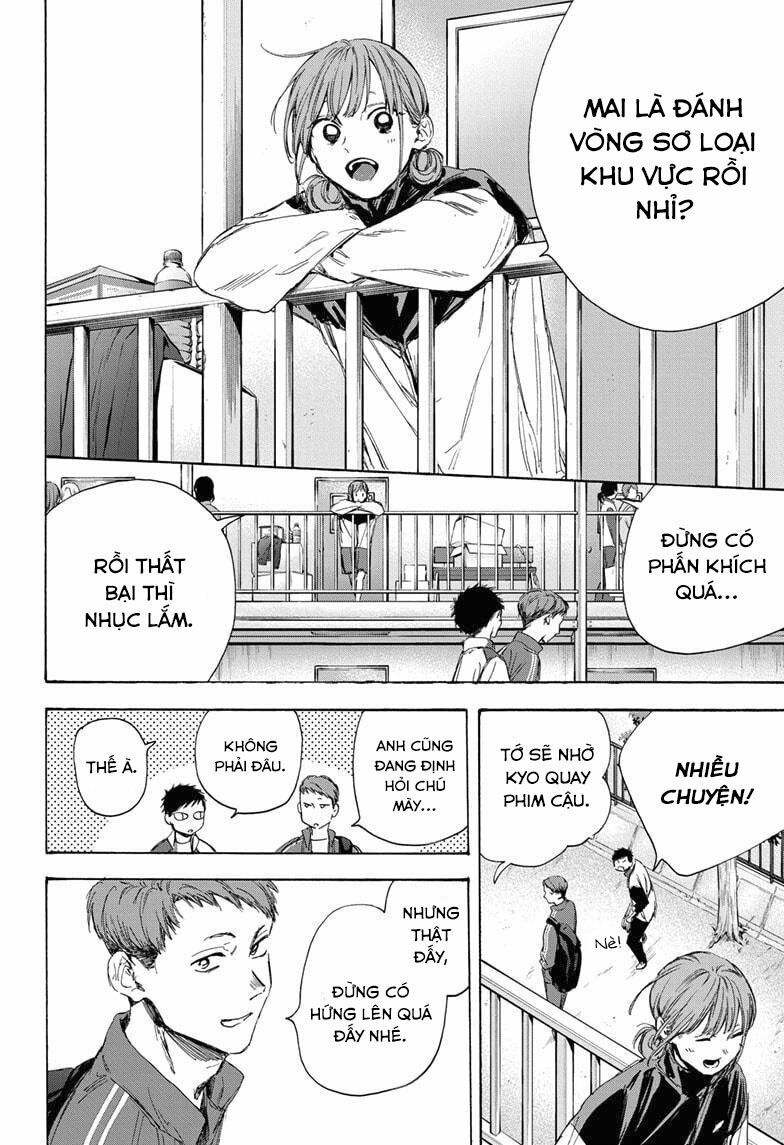 MAI LÀ ĐÁNH
VÒNG SƠ LOẠI
KHU VỰC RỒI
NHỈ?
ĐỪNG CÓ
PHẤN KHÍCH
QUÁ...
RỒI THẤT
BẠI THÌ
NHỤC LẮM.
NHIỀU
CHUYỆN!
TỚ SẼ NHỜ
KYO QUAY
PHIM CẬU.
Nè!
ANH CŨNG
ĐANG ĐỊNH
HỎI CHÚ
MÀY...
KHÔNG
PHẢI ĐÂU.
THẾ À.
NHƯNG
THẬT
ĐẤY,
ĐỪNG CÓ
HỨNG LÊN QUÁ
ĐẤY NHÉ.